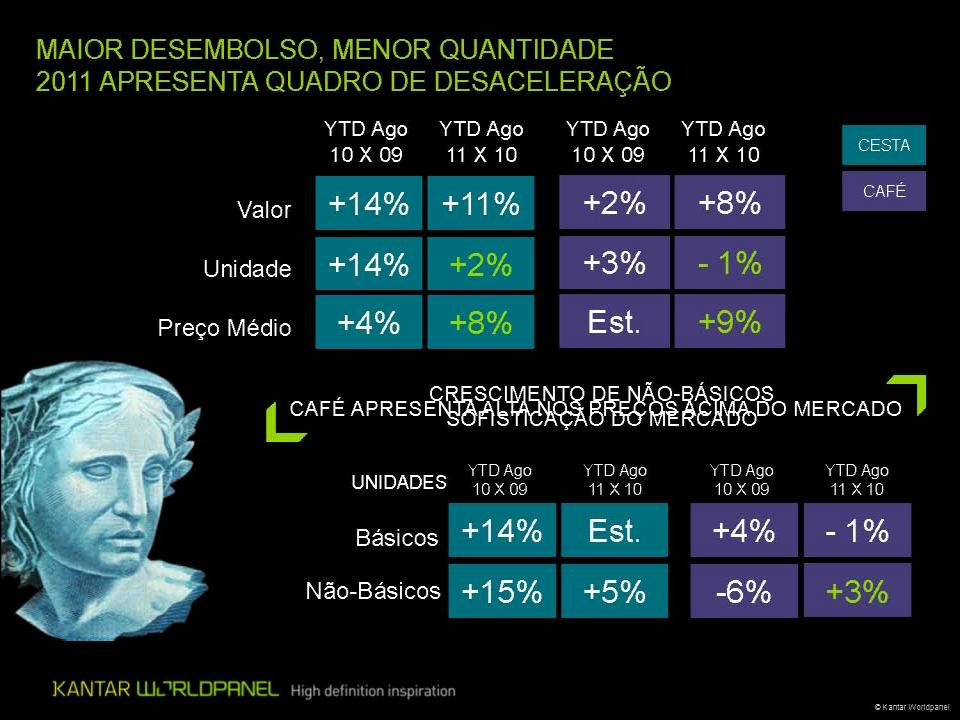 MAIOR DESEMBOLSO, MENOR QUANTIDADE
2011 APRESENTA QUADRO DE DESACELERAÇÃO
YTD Ago 10 X 09 YTD Ago 11 X 10 YTD Ago 10 X 09 YTD Ago 11 X 10
CESTA
CAFÉ
Valor +14% +11% +2% +8%
Unidade +14% +2% +3% - 1%
Preço Médio +4% +8% Est. +9%
CRESCIMENTO DE NÃO-BÁSICOS
CAFÉ APRESENTA ALTA NOS PREÇOS ACIMA DO MERCADO
SOFISTICAÇÃO DO MERCADO
UNIDADES YTD Ago 10 X 09 YTD Ago 11 X 10 YTD Ago 10 X 09 YTD Ago 11 X 10
Básicos +14% Est. +4% - 1%
Não-Básicos +15% +5% -6% +3%
KANTAR WORLDPANEL High definition inspiration
© Kantar Worldpanel